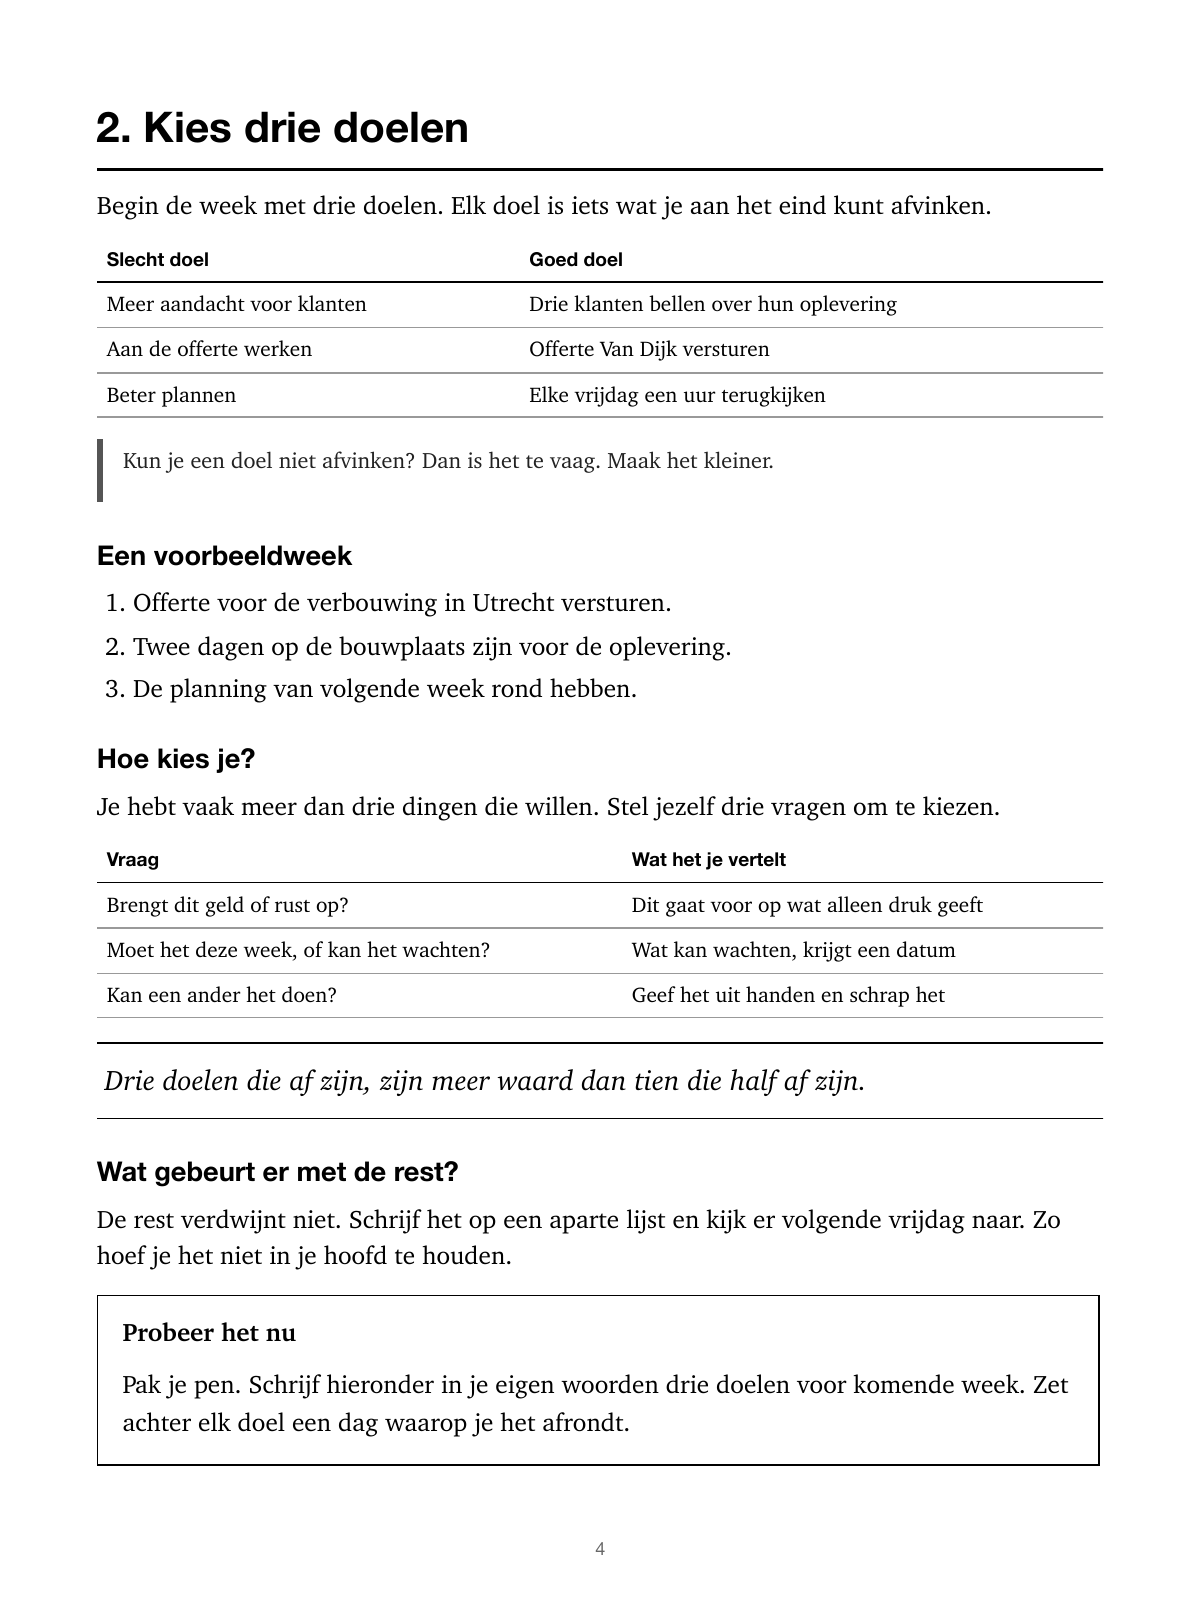 2. Kies drie doelen
Begin de week met drie doelen. Elk doel is iets wat je aan het eind kunt afvinken.
Slecht doel Goed doel
Meer aandacht voor klanten Drie klanten bellen over hun oplevering
Aan de offerte werken Offerte Van Dijk versturen
Beter plannen Elke vrijdag een uur terugkijken
Kun je een doel niet afvinken? Dan is het te vaag. Maak het kleiner.
Een voorbeeldweek
1. Offerte voor de verbouwing in Utrecht versturen.
2. Twee dagen op de bouwplaats zijn voor de oplevering.
3. De planning van volgende week rond hebben.
Hoe kies je?
Je hebt vaak meer dan drie dingen die willen. Stel jezelf drie vragen om te kiezen.
Vraag Wat het je vertelt
Brengt dit geld of rust op? Dit gaat voor op wat alleen druk geeft
Moet het deze week, of kan het wachten? Wat kan wachten, krijgt een datum
Kan een ander het doen? Geef het uit handen en schrap het
Drie doelen die af zijn, zijn meer waard dan tien die half af zijn.
Wat gebeurt er met de rest?
De rest verdwijnt niet. Schrijf het op een aparte lijst en kijk er volgende vrijdag naar. Zo
hoef je het niet in je hoofd te houden.
Probeer het nu
Pak je pen. Schrijf hieronder in je eigen woorden drie doelen voor komende week. Zet
achter elk doel een dag waarop je het afrondt.
4